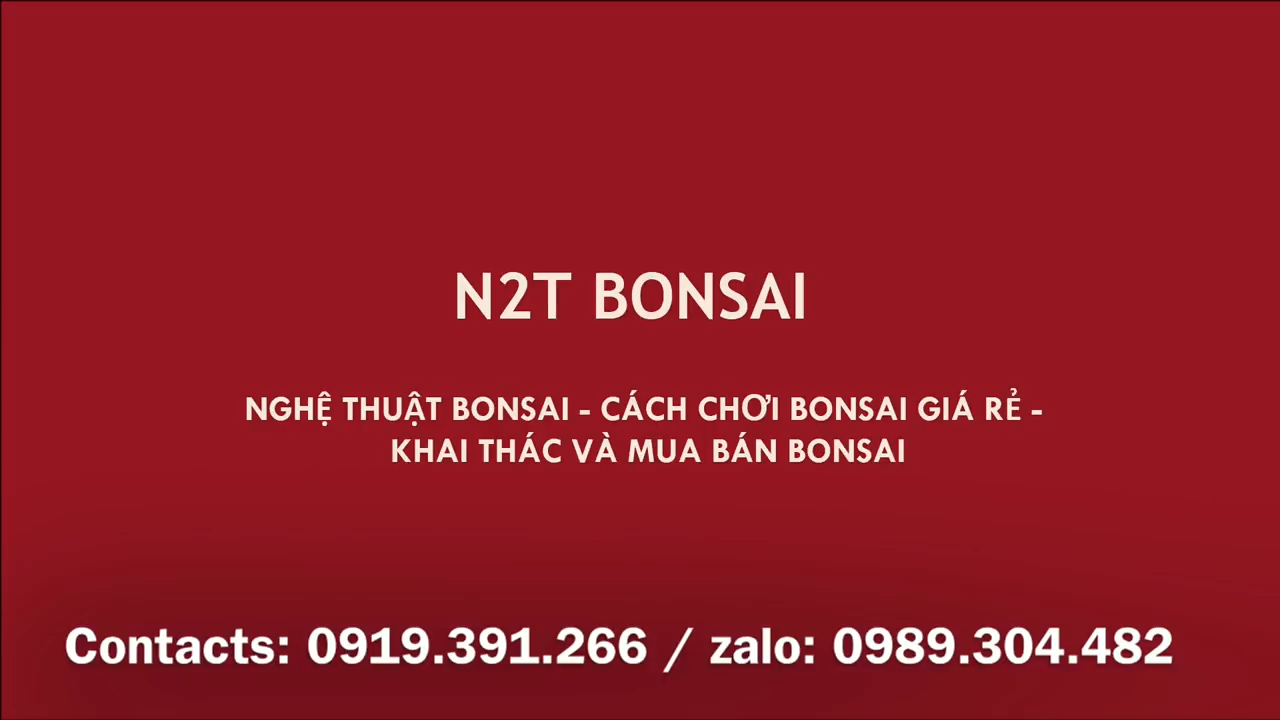 N2T BONSAI
NGHỆ THUẬT BONSAI - CÁCH CHƠI BONSAI GIÁ RẺ -
KHAI THÁC VÀ MUA BÁN BONSAI
Contacts: 0919.391.266 / zalo: 0989.304.482